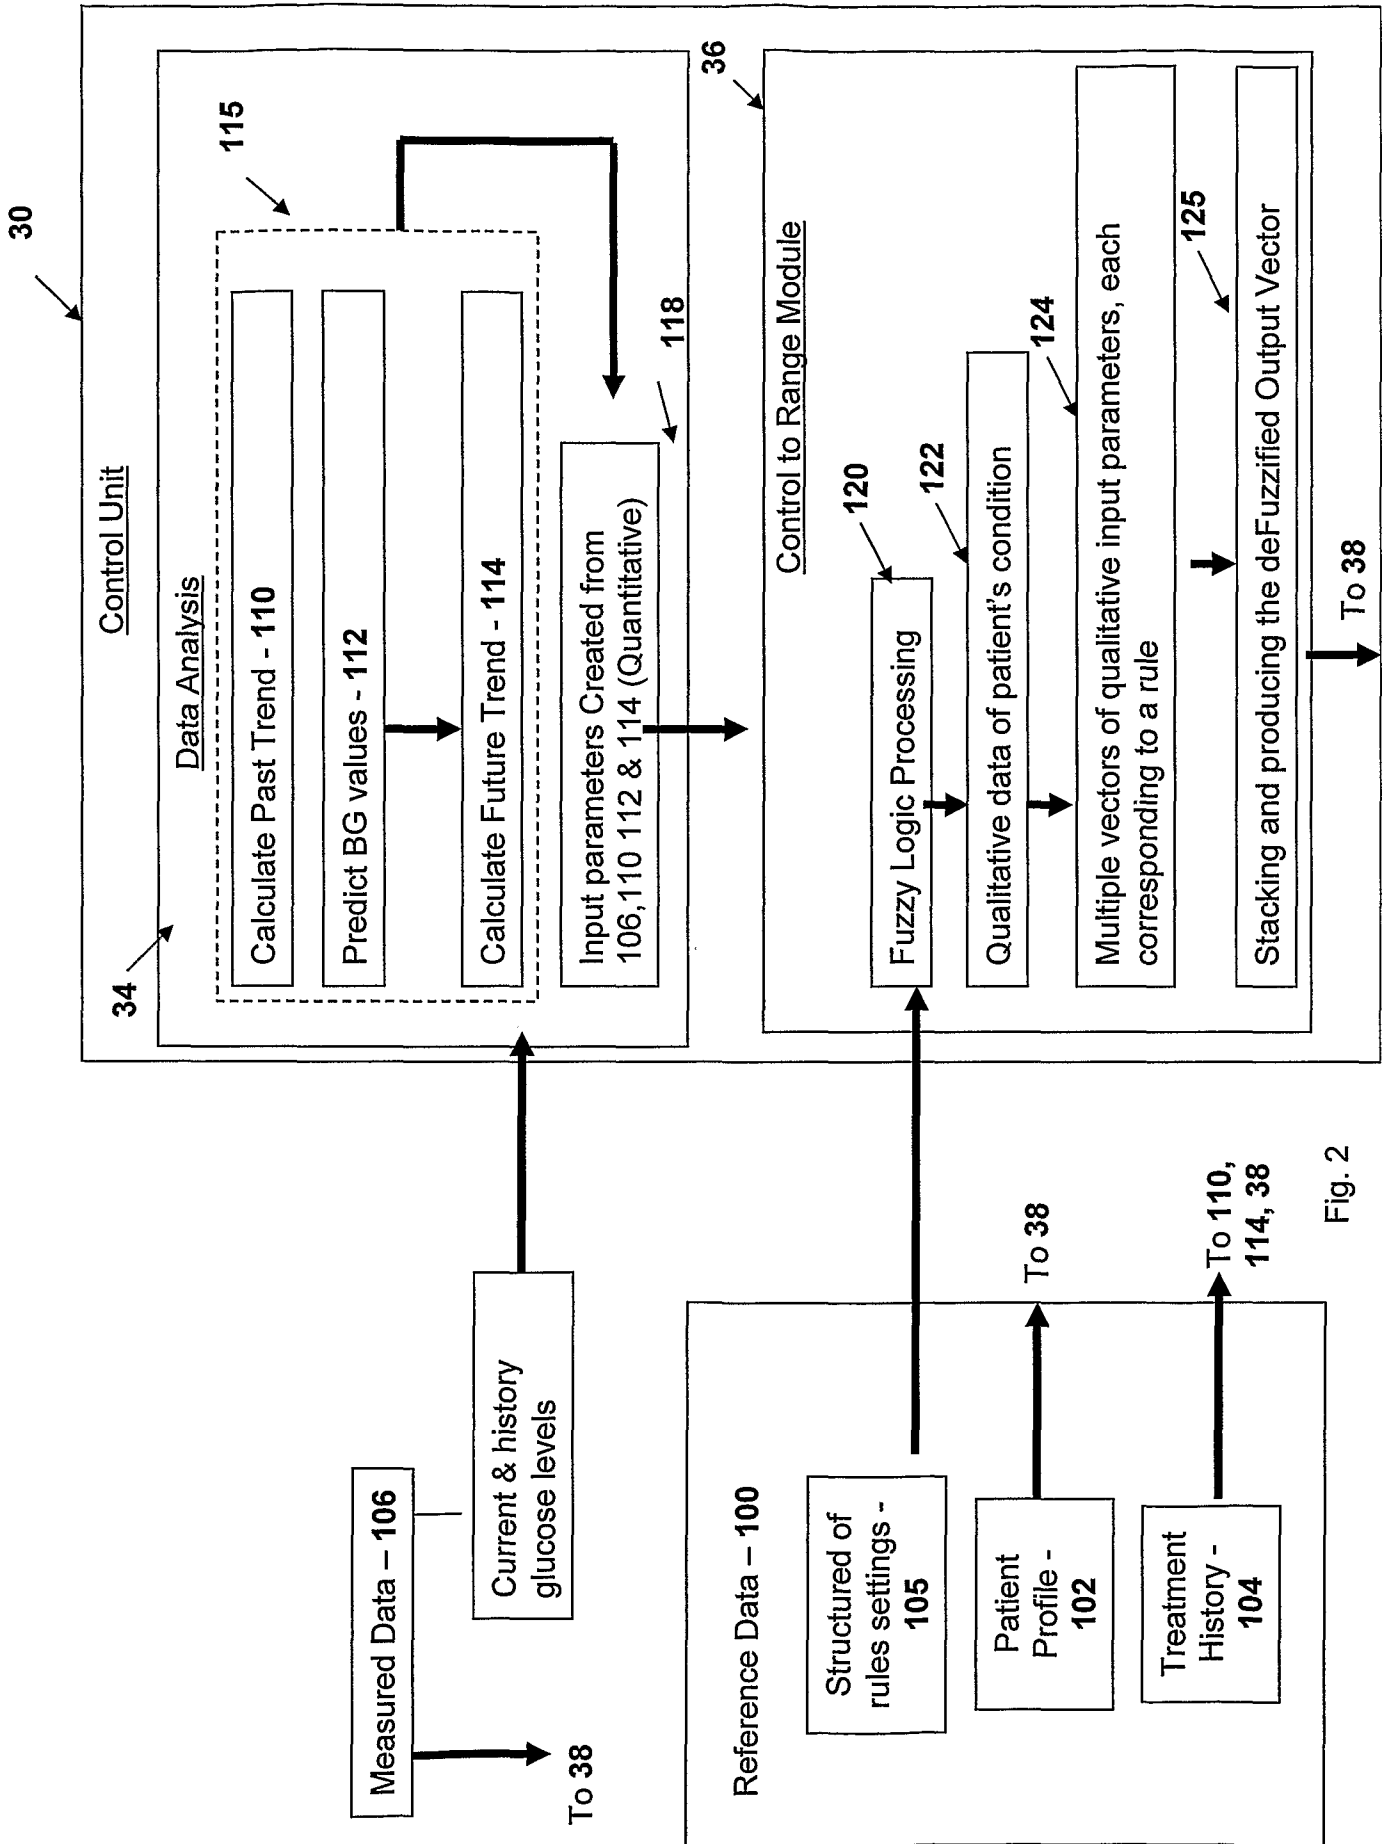 30
Control Unit
34
Data Analysis
115
Calculate Past Trend - 110
Predict BG values - 112
Calculate Future Trend - 114
Input parameters Created from
106,110 112 & 114 (Quantitative)
118
36
Control to Range Module
120
Fuzzy Logic Processing
122
Qualitative data of patient's condition
124
Multiple vectors of qualitative input parameters, each
corresponding to a rule
125
Stacking and producing the deFuzzified Output Vector
To 38
Measured Data – 106
Current & history
glucose levels
To 38
Reference Data – 100
Structured of
rules settings -
105
Patient
Profile -
102
To 38
Treatment
History -
104
To 110,
114, 38
Fig. 2